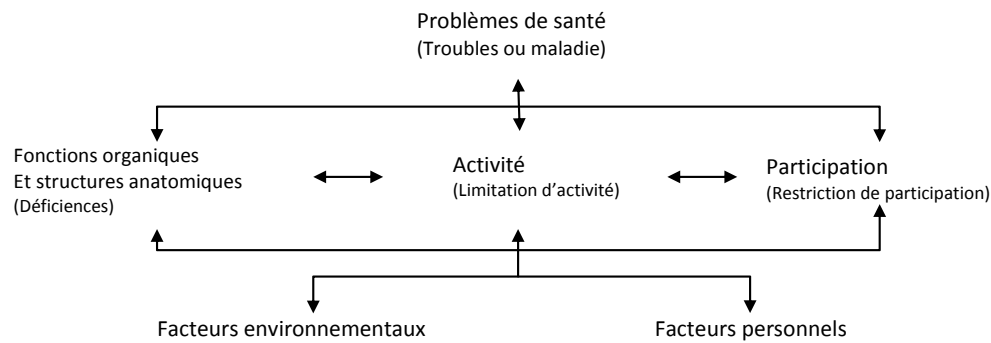 Problèmes de santé
(Troubles ou maladie)
Fonctions organiques
Et structures anatomiques
(Déficiences)
Activité
(Limitation d’activité)
Participation
(Restriction de participation)
Facteurs environnementaux
Facteurs personnels